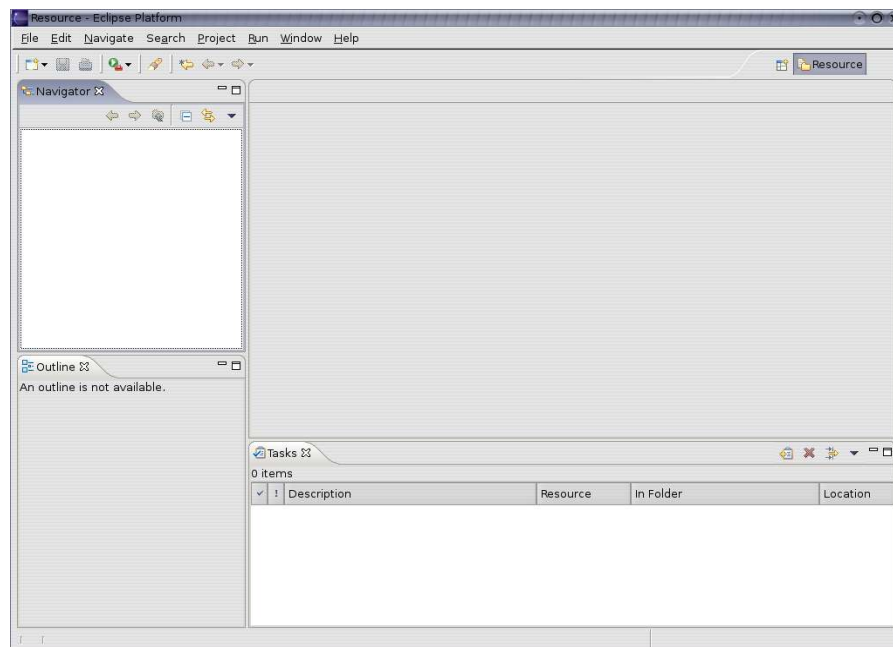 Resource - Eclipse Platform
File Edit Navigate Search Project Run Window Help
Resource
Navigator
Outline
An outline is not available.
Tasks
0 items
! Description Resource In Folder Location